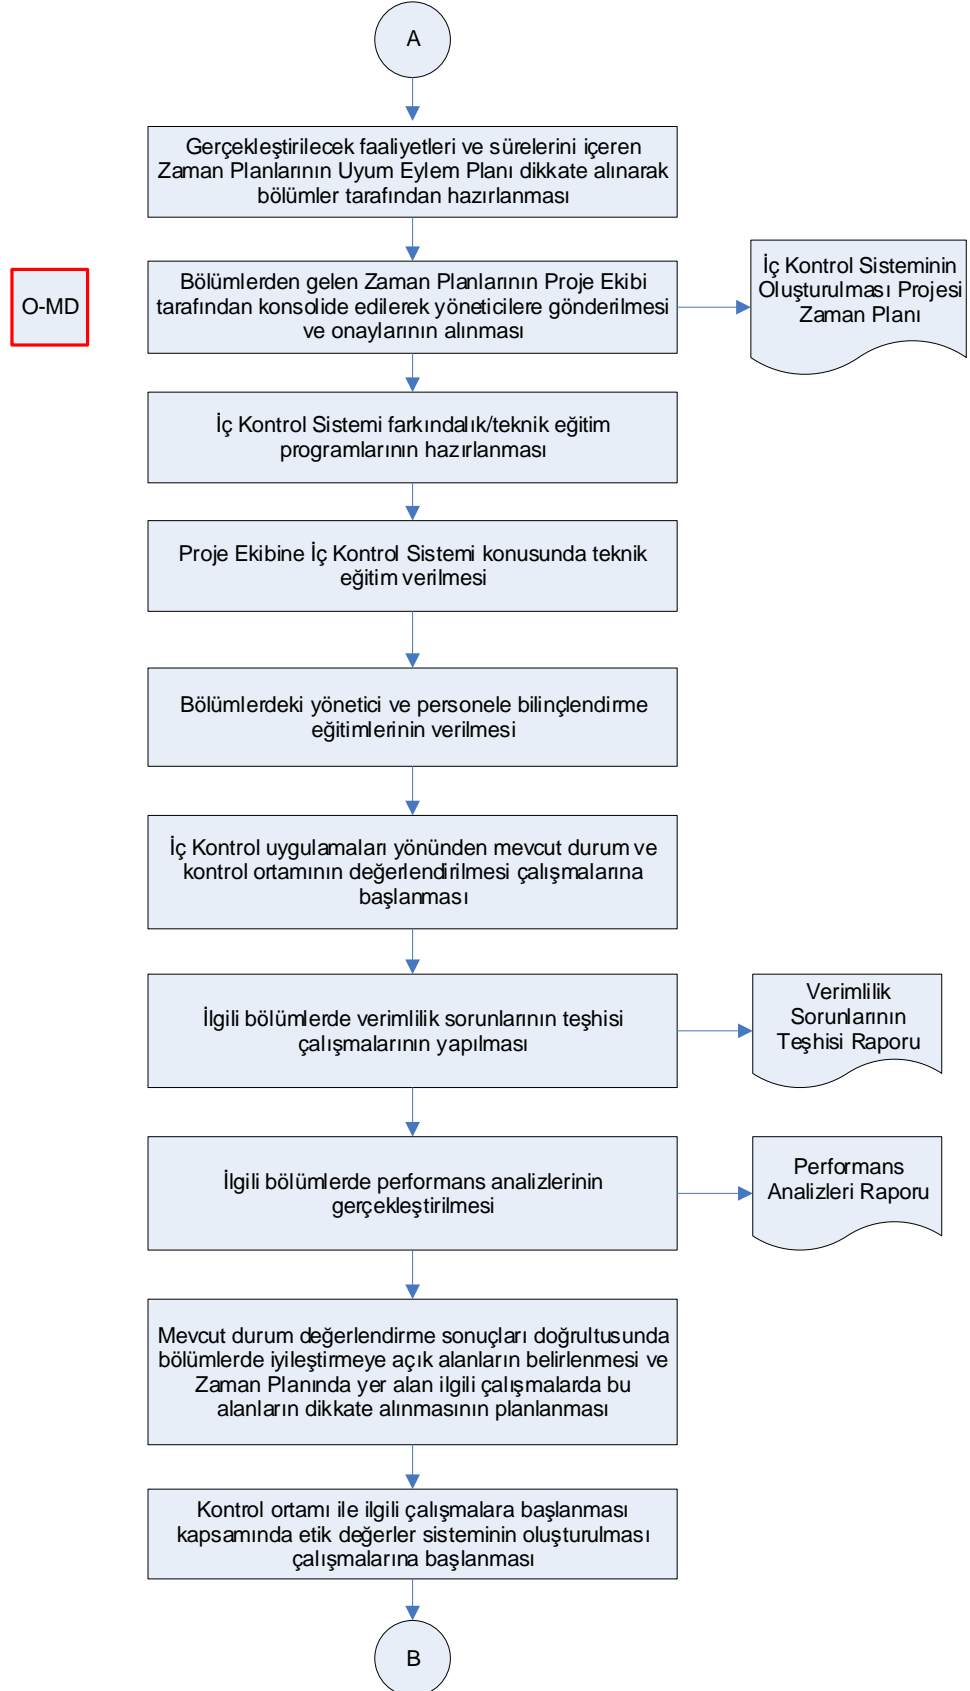 A
Gerçekleştirilecek faaliyetleri ve sürelerini içeren
Zaman Planlarının Uyum Eylem Planı dikkate alınarak
bölümler tarafından hazırlanması
O-MD
Bölümlerden gelen Zaman Planlarının Proje Ekibi
tarafından konsolide edilerek yöneticilere gönderilmesi
ve onaylarının alınması
İç Kontrol Sisteminin
Oluşturulması Projesi
Zaman Planı
İç Kontrol Sistemi farkındalık/teknik eğitim
programlarının hazırlanması
Proje Ekibine İç Kontrol Sistemi konusunda teknik
eğitim verilmesi
Bölümlerdeki yönetici ve personele bilinçlendirme
eğitimlerinin verilmesi
İç Kontrol uygulamaları yönünden mevcut durum ve
kontrol ortamının değerlendirilmesi çalışmalarına
başlanması
İlgili bölümlerde verimlilik sorunlarının teşhisi
çalışmalarının yapılması
Verimlilik
Sorunlarının
Teşhisi Raporu
İlgili bölümlerde performans analizlerinin
gerçekleştirilmesi
Performans
Analizleri Raporu
Mevcut durum değerlendirme sonuçları doğrultusunda
bölümlerde iyileştirmeye açık alanların belirlenmesi ve
Zaman Planında yer alan ilgili çalışmalarda bu
alanların dikkate alınmasının planlanması
Kontrol ortamı ile ilgili çalışmalara başlanması
kapsamında etik değerler sisteminin oluşturulması
çalışmalarına başlanması
B